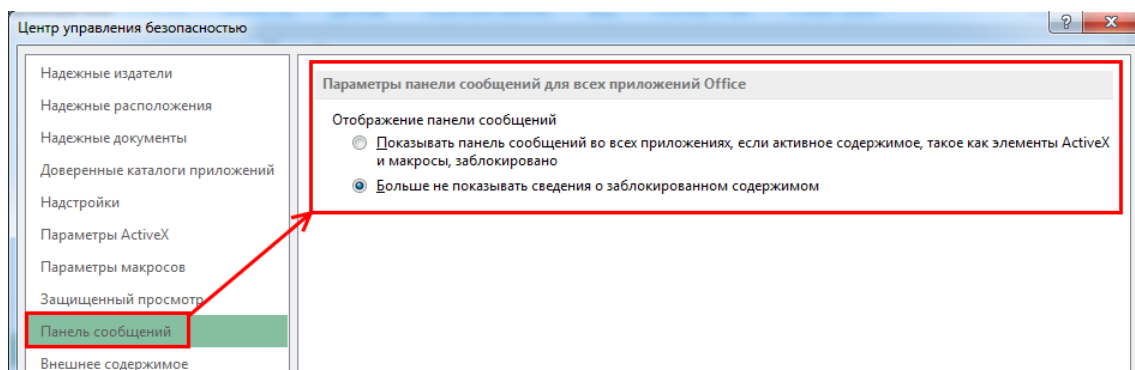 Центр управления безопасностью
Надежные издатели
Надежные расположения
Надежные документы
Доверенные каталоги приложений
Надстройки
Параметры ActiveX
Параметры макросов
Защищенный просмотр
Панель сообщений
Внешнее содержимое
Параметры панели сообщений для всех приложений Office
Отображение панели сообщений
Показывать панель сообщений во всех приложениях, если активное содержимое, такое как элементы ActiveX
и макросы, заблокировано
Больше не показывать сведения о заблокированном содержимом